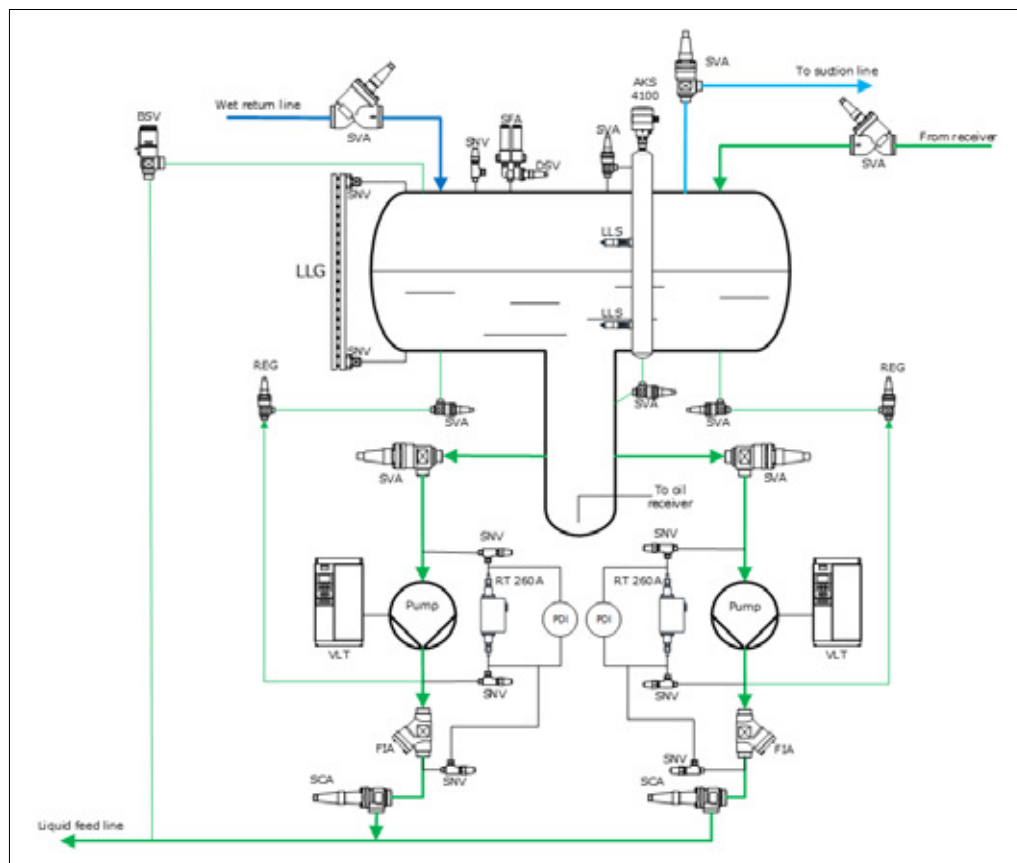 SVA
To suction line
AKS
4100
Wet return line
BSV
SVA
SFA
SNV
DSV
SVA
From receiver
SVA
SNV
LLS
LLG
LLS
SNV
REG
REG
SVA
SVA
SVA
SVA
SVA
To oil
receiver
SNV
SNV
RT 260A
RT 260A
Pump
PDI
PDI
Pump
VLT
VLT
SNV
SNV
FIA
FIA
SNV
SNV
SCA
SCA
Liquid feed line